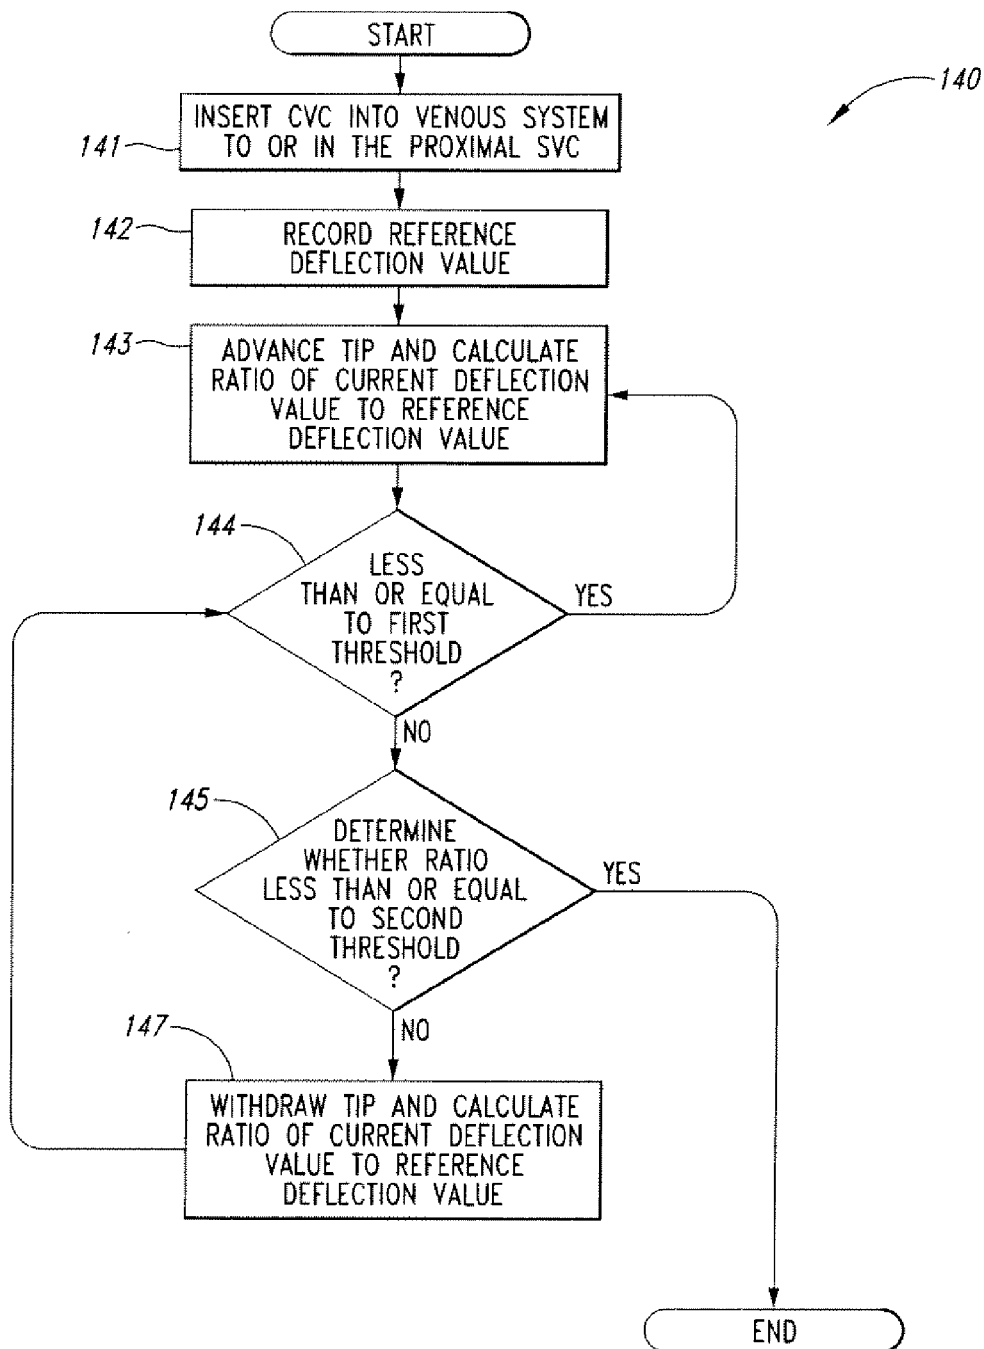 START
140
INSERT CVC INTO VENOUS SYSTEM
TO OR IN THE PROXIMAL SVC
141
142
RECORD REFERENCE
DEFLECTION VALUE
143
ADVANCE TIP AND CALCULATE
RATIO OF CURRENT DEFLECTION
VALUE TO REFERENCE
DEFLECTION VALUE
144
LESS
THAN OR EQUAL
TO FIRST
THRESHOLD
?
YES
NO
145
DETERMINE
WHETHER RATIO
LESS THAN OR EQUAL
TO SECOND
THRESHOLD
?
YES
NO
147
WITHDRAW TIP AND CALCULATE
RATIO OF CURRENT DEFLECTION
VALUE TO REFERENCE
DEFLECTION VALUE
END